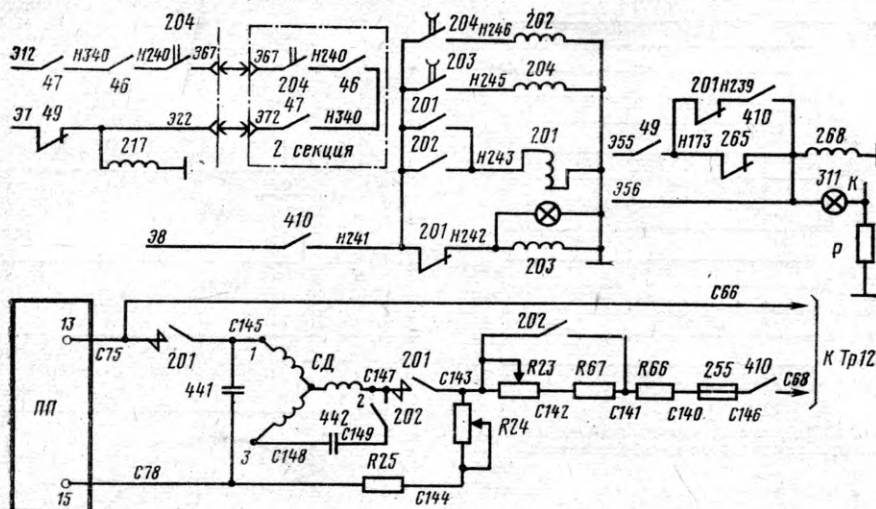 204
204 Н246 202
Э12 Н340 Н240 Э67 Э67 Н240
47 46 204 46
203 Н245 204
Э7 49 Э22 Э72 47 Н340
201 201
217 2 секция
202 Н243
201 Н239
410
Э55 49 Н173 265 268
Э56 311 К
Р
Э8 410 Н241 201 Н242
203
С66
13 С75 201 С145 1 СД С147 201 С143 202
К Тр12
R23 R67 R66 255 410 С68
441 2 202
С142 С141 С140 С146
ПП 442 С149 R24
3 С148
15 С78 R25 С144